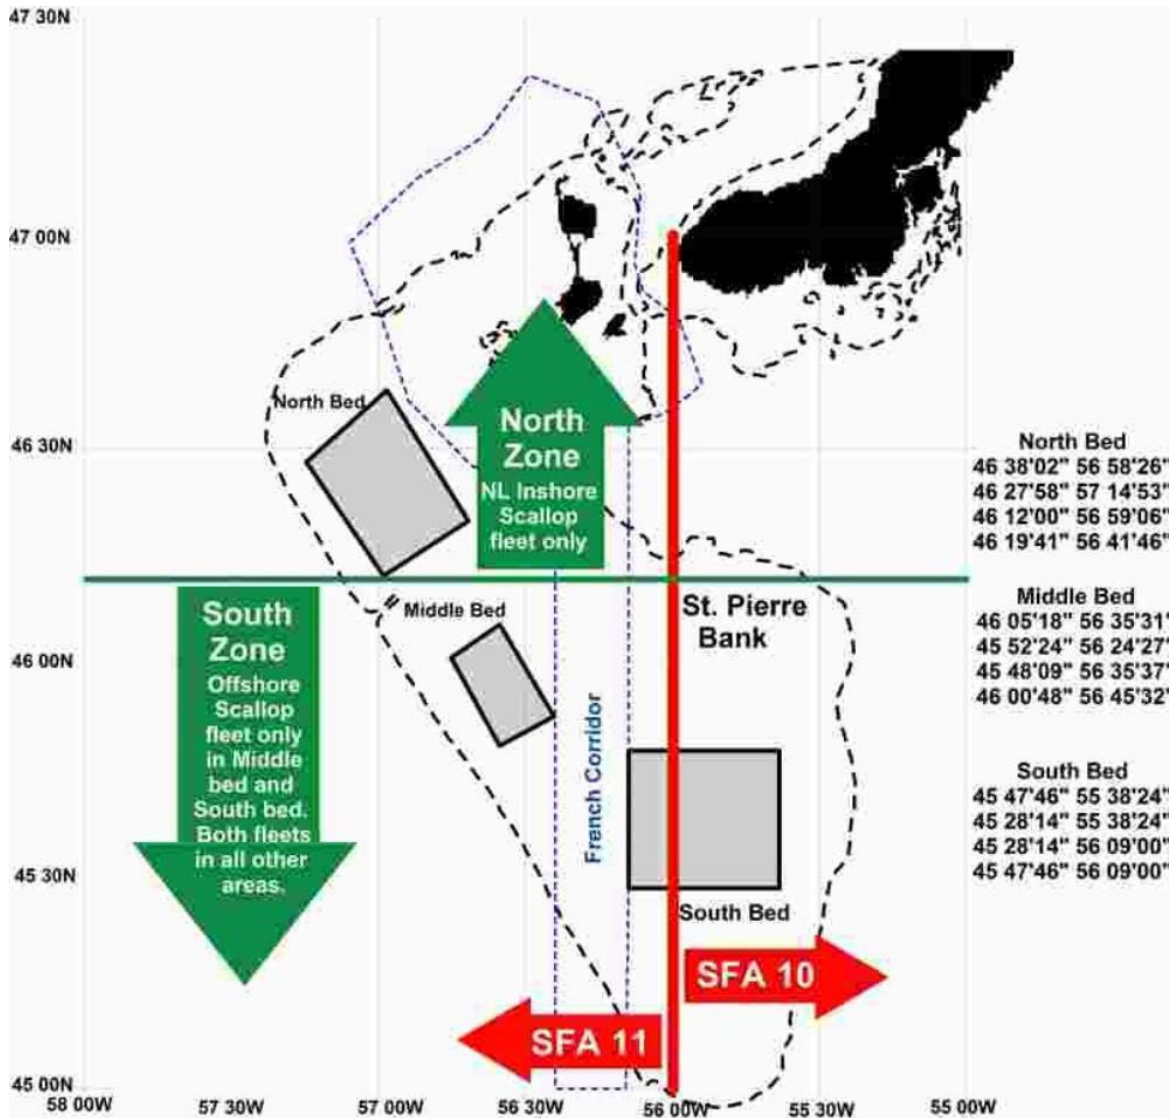 47 30N
47 00N
North Bed
46 30N
North
Zone
NL Inshore
Scallop
fleet only
North Bed
46 38'02" 56 58'26"
46 27'58" 57 14'53"
46 12'00" 56 59'06"
46 19'41" 56 41'46"
South
Zone
Offshore
Scallop
fleet only
in Middle
bed and
South bed.
Both fleets
in all other
areas.
Middle Bed
St. Pierre
Bank
Middle Bed
46 05'18" 56 35'31"
45 52'24" 56 24'27"
45 48'09" 56 35'37"
46 00'48" 56 45'32"
46 00N
French Corridor
South Bed
45 47'46" 55 38'24"
45 28'14" 55 38'24"
45 28'14" 56 09'00"
45 47'46" 56 09'00"
45 30N
South Bed
SFA 10
SFA 11
45 00N
58 00W
57 30W
57 00W
56 30W
56 00W
55 30W
55 00W